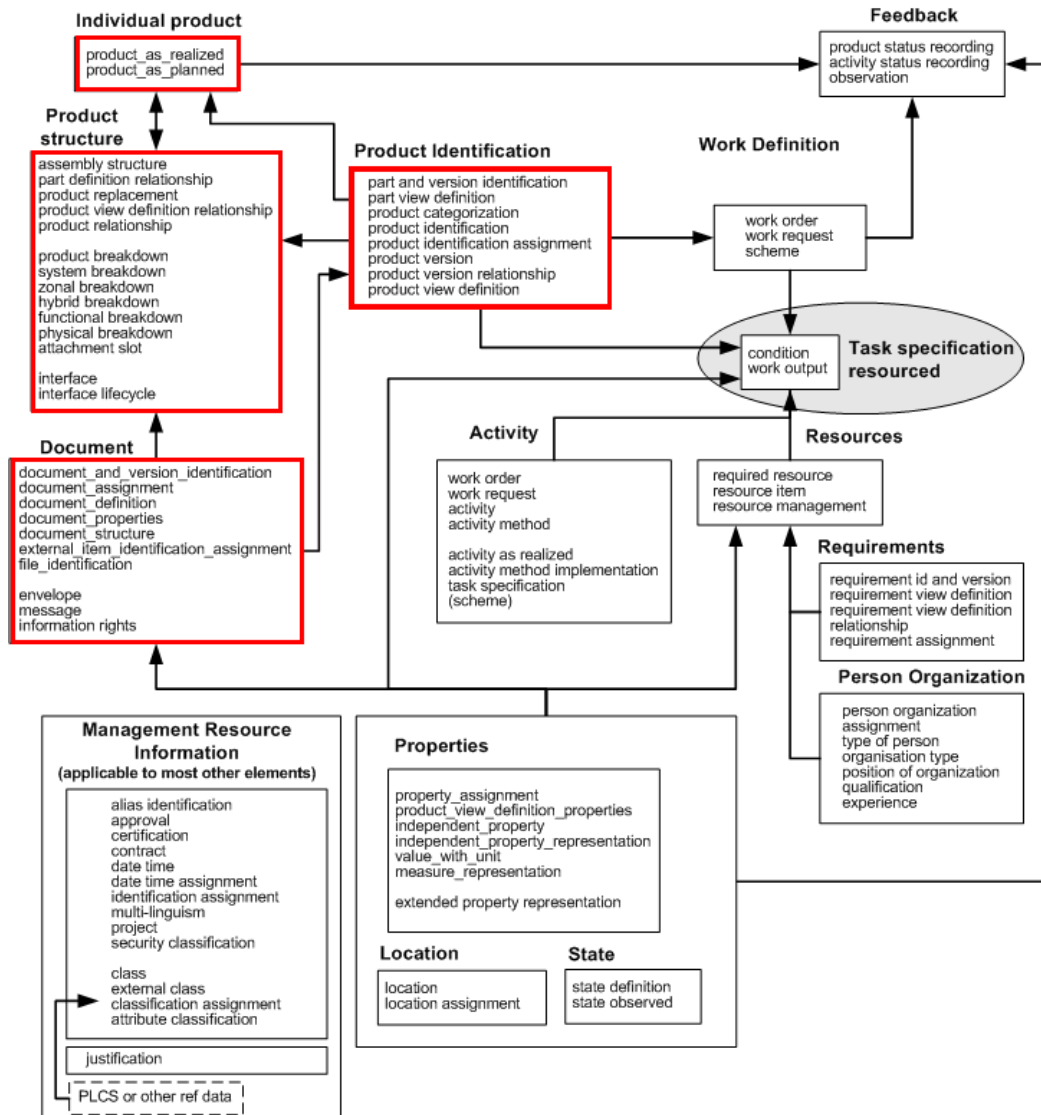 Individual product
product_as_realized
product_as_planned
Feedback
product status recording
activity status recording
observation
Product
structure
assembly structure
part definition relationship
product replacement
product view definition relationship
product relationship
product breakdown
system breakdown
zonal breakdown
hybrid breakdown
functional breakdown
physical breakdown
attachment slot
interface
interface lifecycle
Product Identification
part and version identification
part view definition
product categorization
product identification
product identification assignment
product version
product version relationship
product view definition
Work Definition
work order
work request
scheme
condition
work output
Task specification
resourced
Document
document_and_version_identification
document_assignment
document_definition
document_properties
document_structure
external_item_identification_assignment
file_identification
envelope
message
information rights
Activity
work order
work request
activity
activity method
activity as realized
activity method implementation
task specification
(scheme)
Resources
required resource
resource item
resource management
Requirements
requirement id and version
requirement view definition
requirement view definition
relationship
requirement assignment
Person Organization
person organization
assignment
type of person
organisation type
position of organization
qualification
experience
Management Resource
Information
(applicable to most other elements)
alias identification
approval
certification
contract
date time
date time assignment
identification assignment
multi-linguism
project
security classification
class
external class
classification assignment
attribute classification
justification
PLCS or other ref data
Properties
property_assignment
product_view_definition_properties
independent_property
independent_property_representation
value_with_unit
measure_representation
extended property representation
Location
location
location assignment
State
state definition
state observed